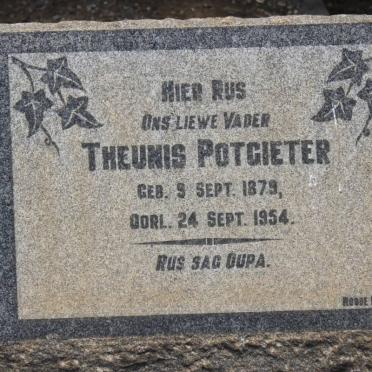 HIER RUS
ONS LIEWE VADER
THEUNIS POTGIETER
GEB. 9 SEPT. 1879,
OORL. 24 SEPT. 1954.
RUS SAG OUPA.